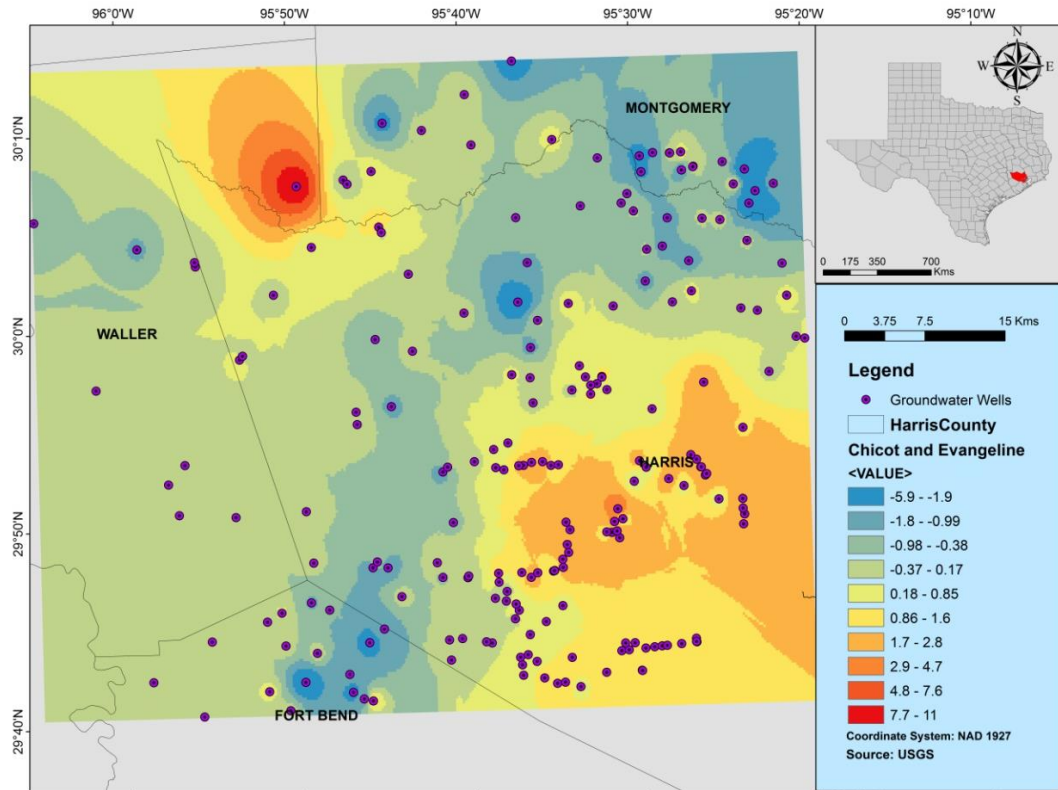 96°0'W 95°50'W 95°40'W 95°30'W 95°20'W 95°10'W
30°10'N
30°0'N
29°50'N
29°40'N
MONTGOMERY
WALLER
HARRIS
FORT BEND
N
W E
S
0 175 350 700
Kms
0 3.75 7.5 15 Kms
Legend
Groundwater Wells
HarrisCounty
Chicot and Evangeline
<VALUE>
-5.9 - -1.9
-1.8 - -0.99
-0.98 - -0.38
-0.37 - 0.17
0.18 - 0.85
0.86 - 1.6
1.7 - 2.8
2.9 - 4.7
4.8 - 7.6
7.7 - 11
Coordinate System: NAD 1927
Source: USGS